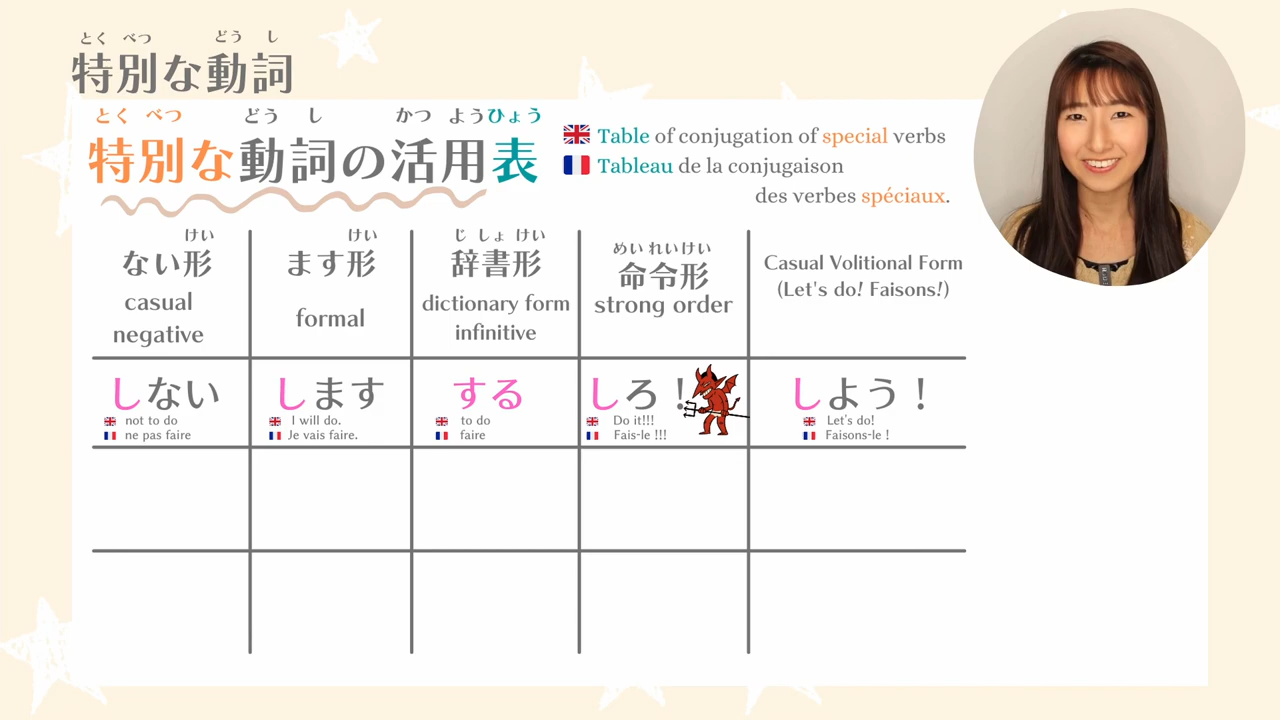 とく べつ どう し
特別な動詞
とく べつ どう し かつ よう ひょう
特別な動詞の活用表
Table of conjugation of special verbs
Tableau de la conjugaison
des verbes spéciaux.
けい
ない形
casual
negative
けい
ます形
formal
じ しょ けい
辞書形
dictionary form
infinitive
めい れい けい
命令形
strong order
Casual Volitional Form
(Let's do! Faisons!)
しない
not to do
ne pas faire
します
I will do.
Je vais faire.
する
to do
faire
しろ!
Do it!!!
Fais-le !!!
しよう!
Let's do!
Faisons-le !